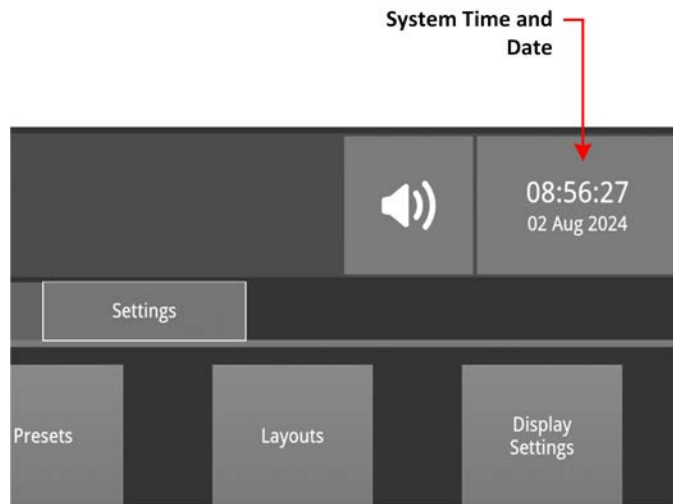 System Time and
Date
08:56:27
02 Aug 2024
Settings
Presets
Layouts
Display
Settings